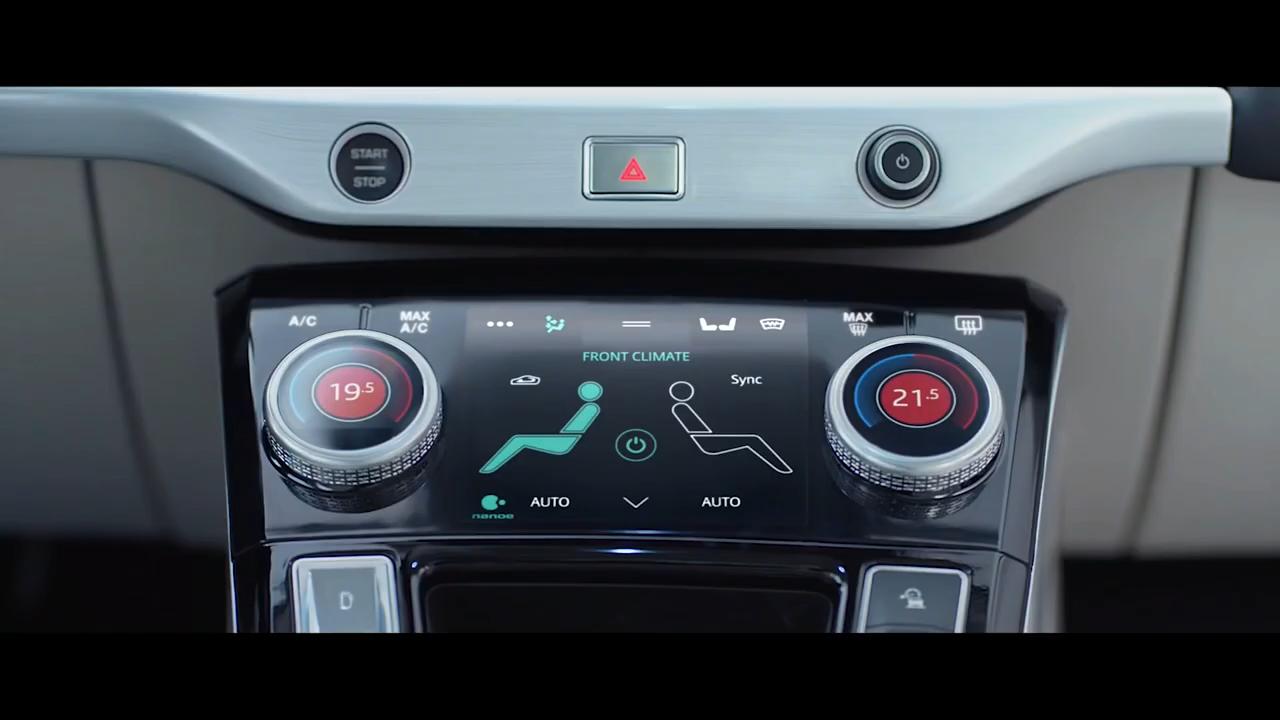 START
STOP
A/C
MAX
A/C
MAX
FRONT CLIMATE
19.5
Sync
21.5
nanoe
AUTO
AUTO
D